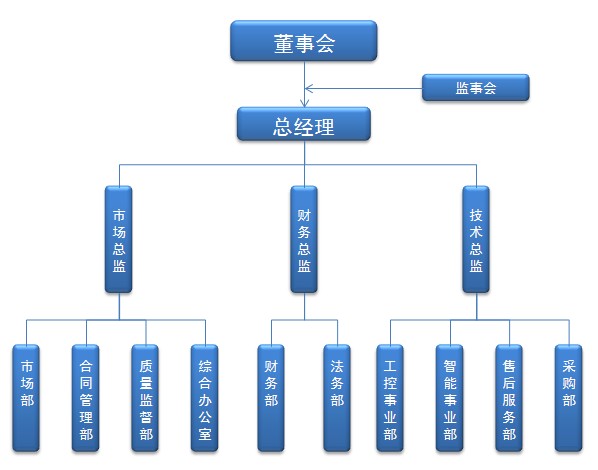 董事会
监事会
总经理
市场总监
财务总监
技术总监
市场部
合同管理部
质量监督部
综合办公室
财务部
法务部
工控事业部
智能事业部
售后服务部
采购部